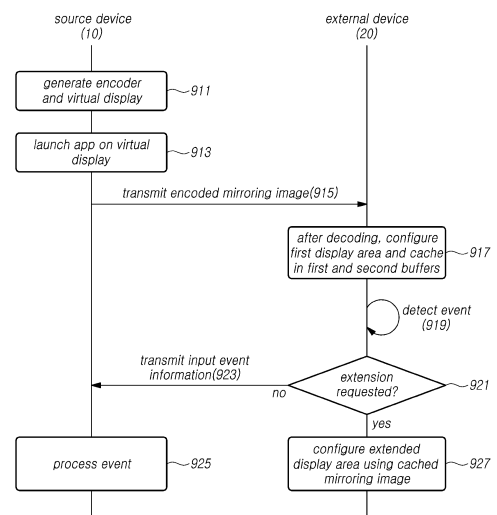 source device
(10)
external device
(20)
generate encoder
and virtual display
911
launch app on virtual
display
913
transmit encoded mirroring image(915)
after decoding, configure
first display area and cache
in first and second buffers
917
detect event
(919)
transmit input event
information(923)
extension
requested?
921
no
yes
process event
925
configure extended
display area using cached
mirroring image
927